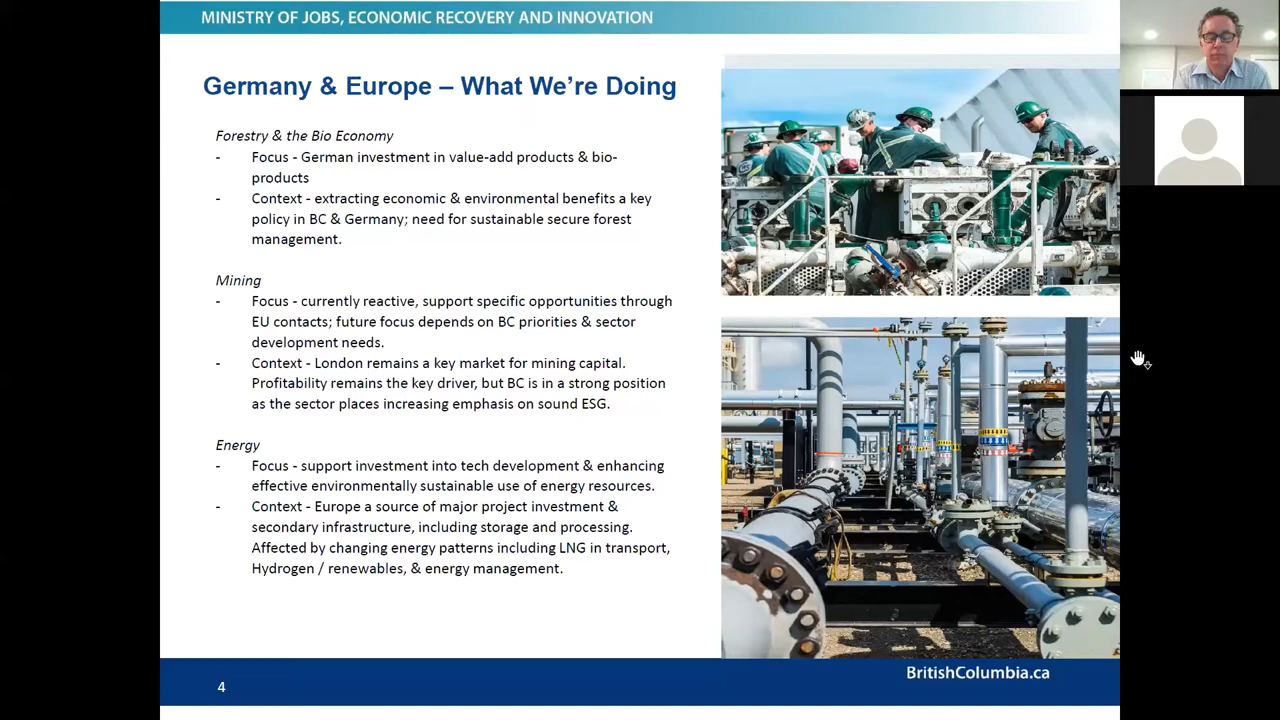 MINISTRY OF JOBS, ECONOMIC RECOVERY AND INNOVATION
Germany & Europe – What We're Doing
Forestry & the Bio Economy
- Focus - German investment in value-add products & bio-
products
- Context - extracting economic & environmental benefits a key
policy in BC & Germany; need for sustainable secure forest
management.
Mining
- Focus - currently reactive, support specific opportunities through
EU contacts; future focus depends on BC priorities & sector
development needs.
- Context - London remains a key market for mining capital.
Profitability remains the key driver, but BC is in a strong position
as the sector places increasing emphasis on sound ESG.
Energy
- Focus - support investment into tech development & enhancing
effective environmentally sustainable use of energy resources.
- Context - Europe a source of major project investment &
secondary infrastructure, including storage and processing.
Affected by changing energy patterns including LNG in transport,
Hydrogen / renewables, & energy management.
4
BritishColumbia.ca